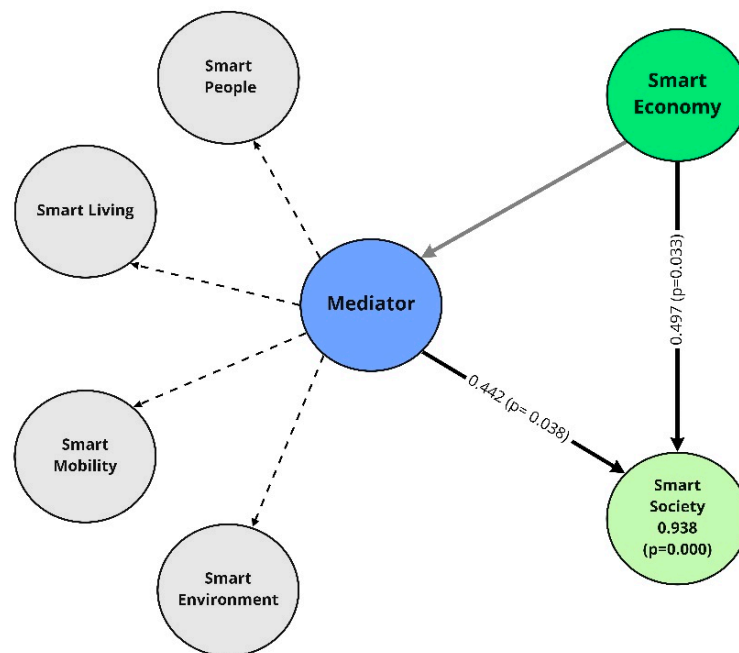 Smart
People
Smart
Economy
Smart Living
Mediator
0.497 (p=0.033)
0.442 (p= 0.038)
Smart
Mobility
Smart
Society
0.938
(p=0.000)
Smart
Environment